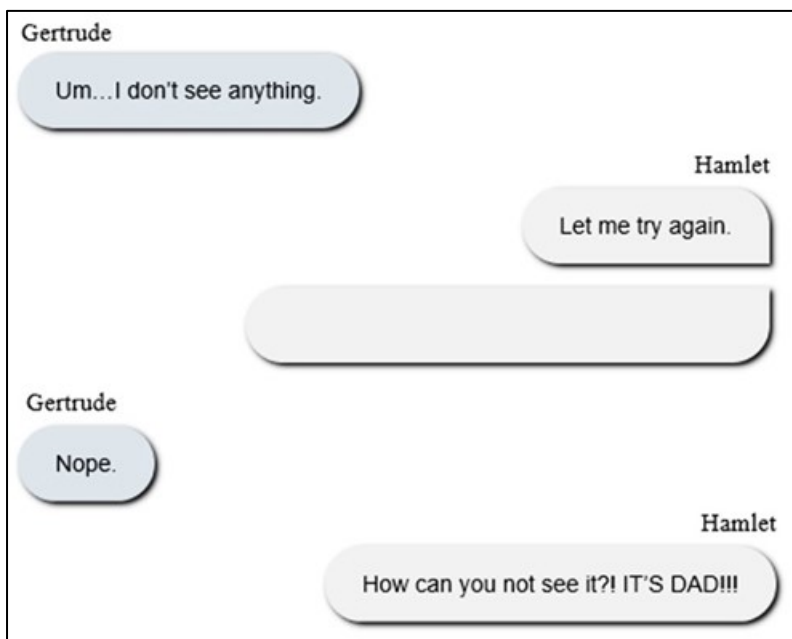 Gertrude
Um...I don’t see anything.
Hamlet
Let me try again.
Gertrude
Nope.
Hamlet
How can you not see it?! IT’S DAD!!!